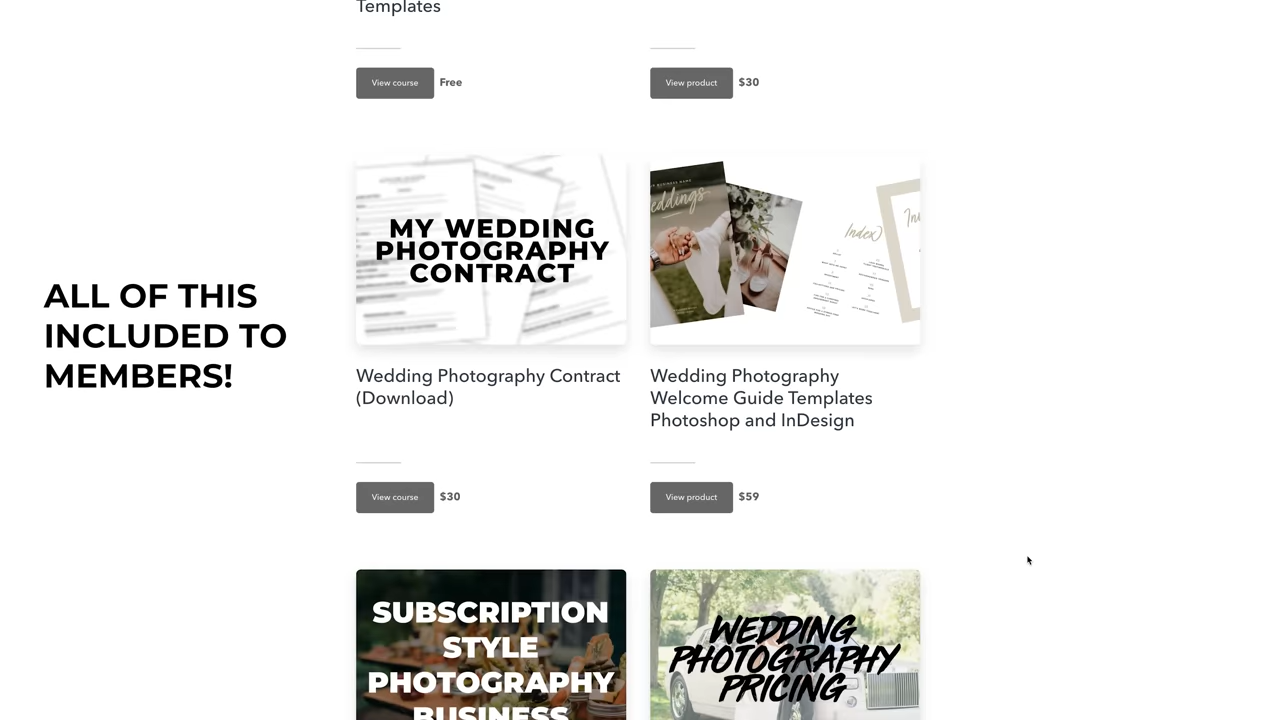 Templates
View course Free
View product $30
ALL OF THIS
INCLUDED TO
MEMBERS!
MY WEDDING
PHOTOGRAPHY
CONTRACT
Wedding Photography Contract
(Download)
View course $30
Index
Wedding Photography
Welcome Guide Templates
Photoshop and InDesign
View product $59
SUBSCRIPTION
STYLE
PHOTOGRAPHY
BUSINESS
WEDDING
PHOTOGRAPHY
PRICING